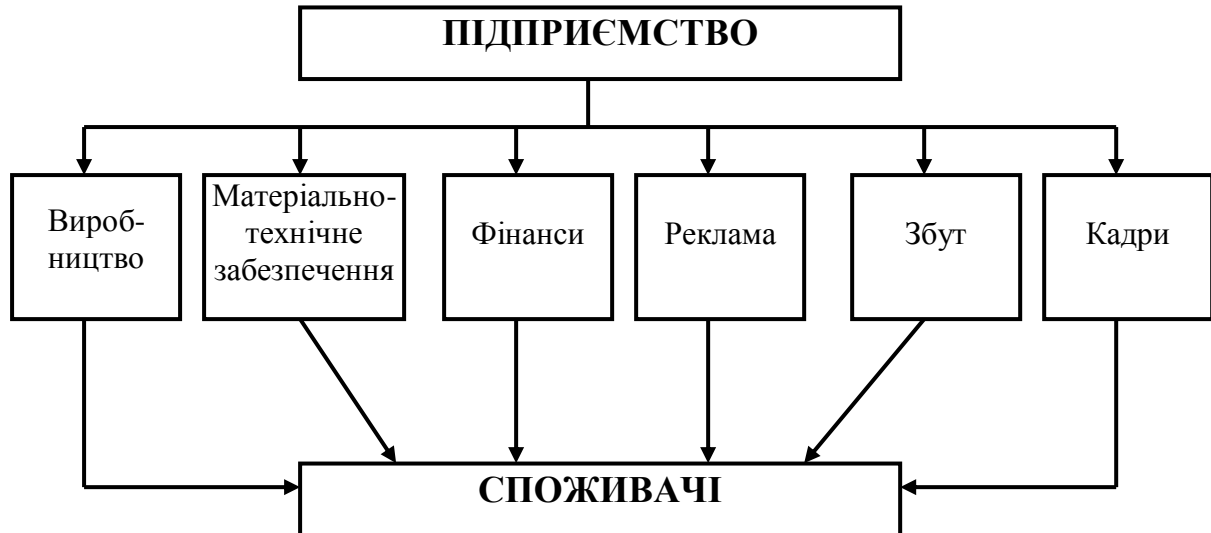 ПІДПРИЄМСТВО
Вироб-
ництво
Матеріально-
технічне
забезпечення
Фінанси
Реклама
Збут
Кадри
СПОЖИВАЧІ